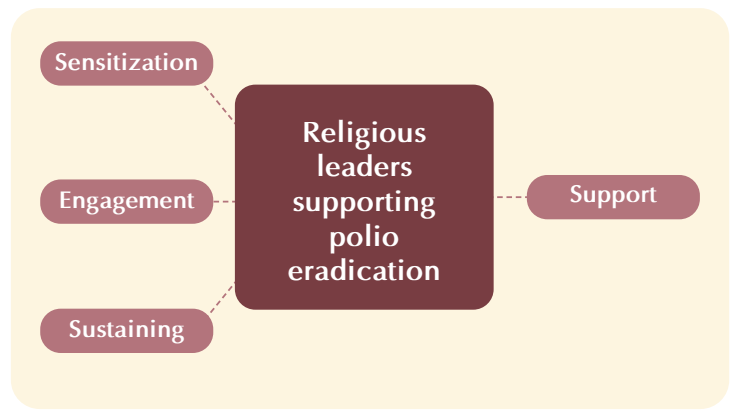 Sensitization
Engagement
Sustaining
Religious
leaders
supporting
polio
eradication
Support